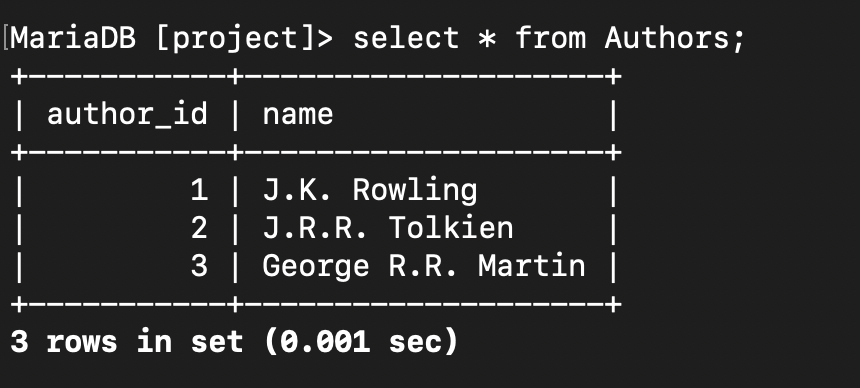 MariaDB [project]> select * from Authors;
+-----------+--------------------+
| author_id | name               |
+-----------+--------------------+
|         1 | J.K. Rowling       |
|         2 | J.R.R. Tolkien     |
|         3 | George R.R. Martin |
+-----------+--------------------+
3 rows in set (0.001 sec)